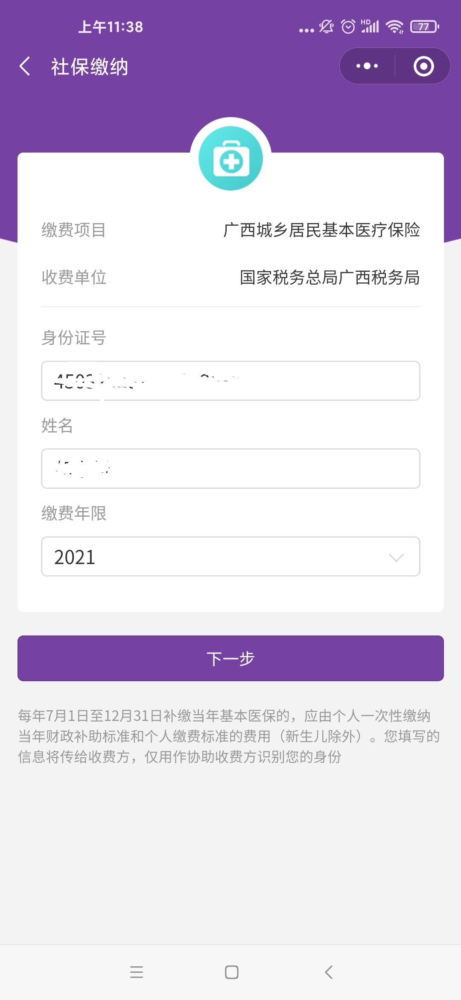 上午11:38
HD
77
社保缴纳
缴费项目 广西城乡居民基本医疗保险
收费单位 国家税务总局广西税务局
身份证号
姓名
缴费年限
2021
下一步
每年7月1日至12月31日补缴当年基本医保的，应由个人一次性缴纳
当年财政补助标准和个人缴费标准的费用（新生儿除外）。您填写的
信息将传给收费方，仅用作协助收费方识别您的身份